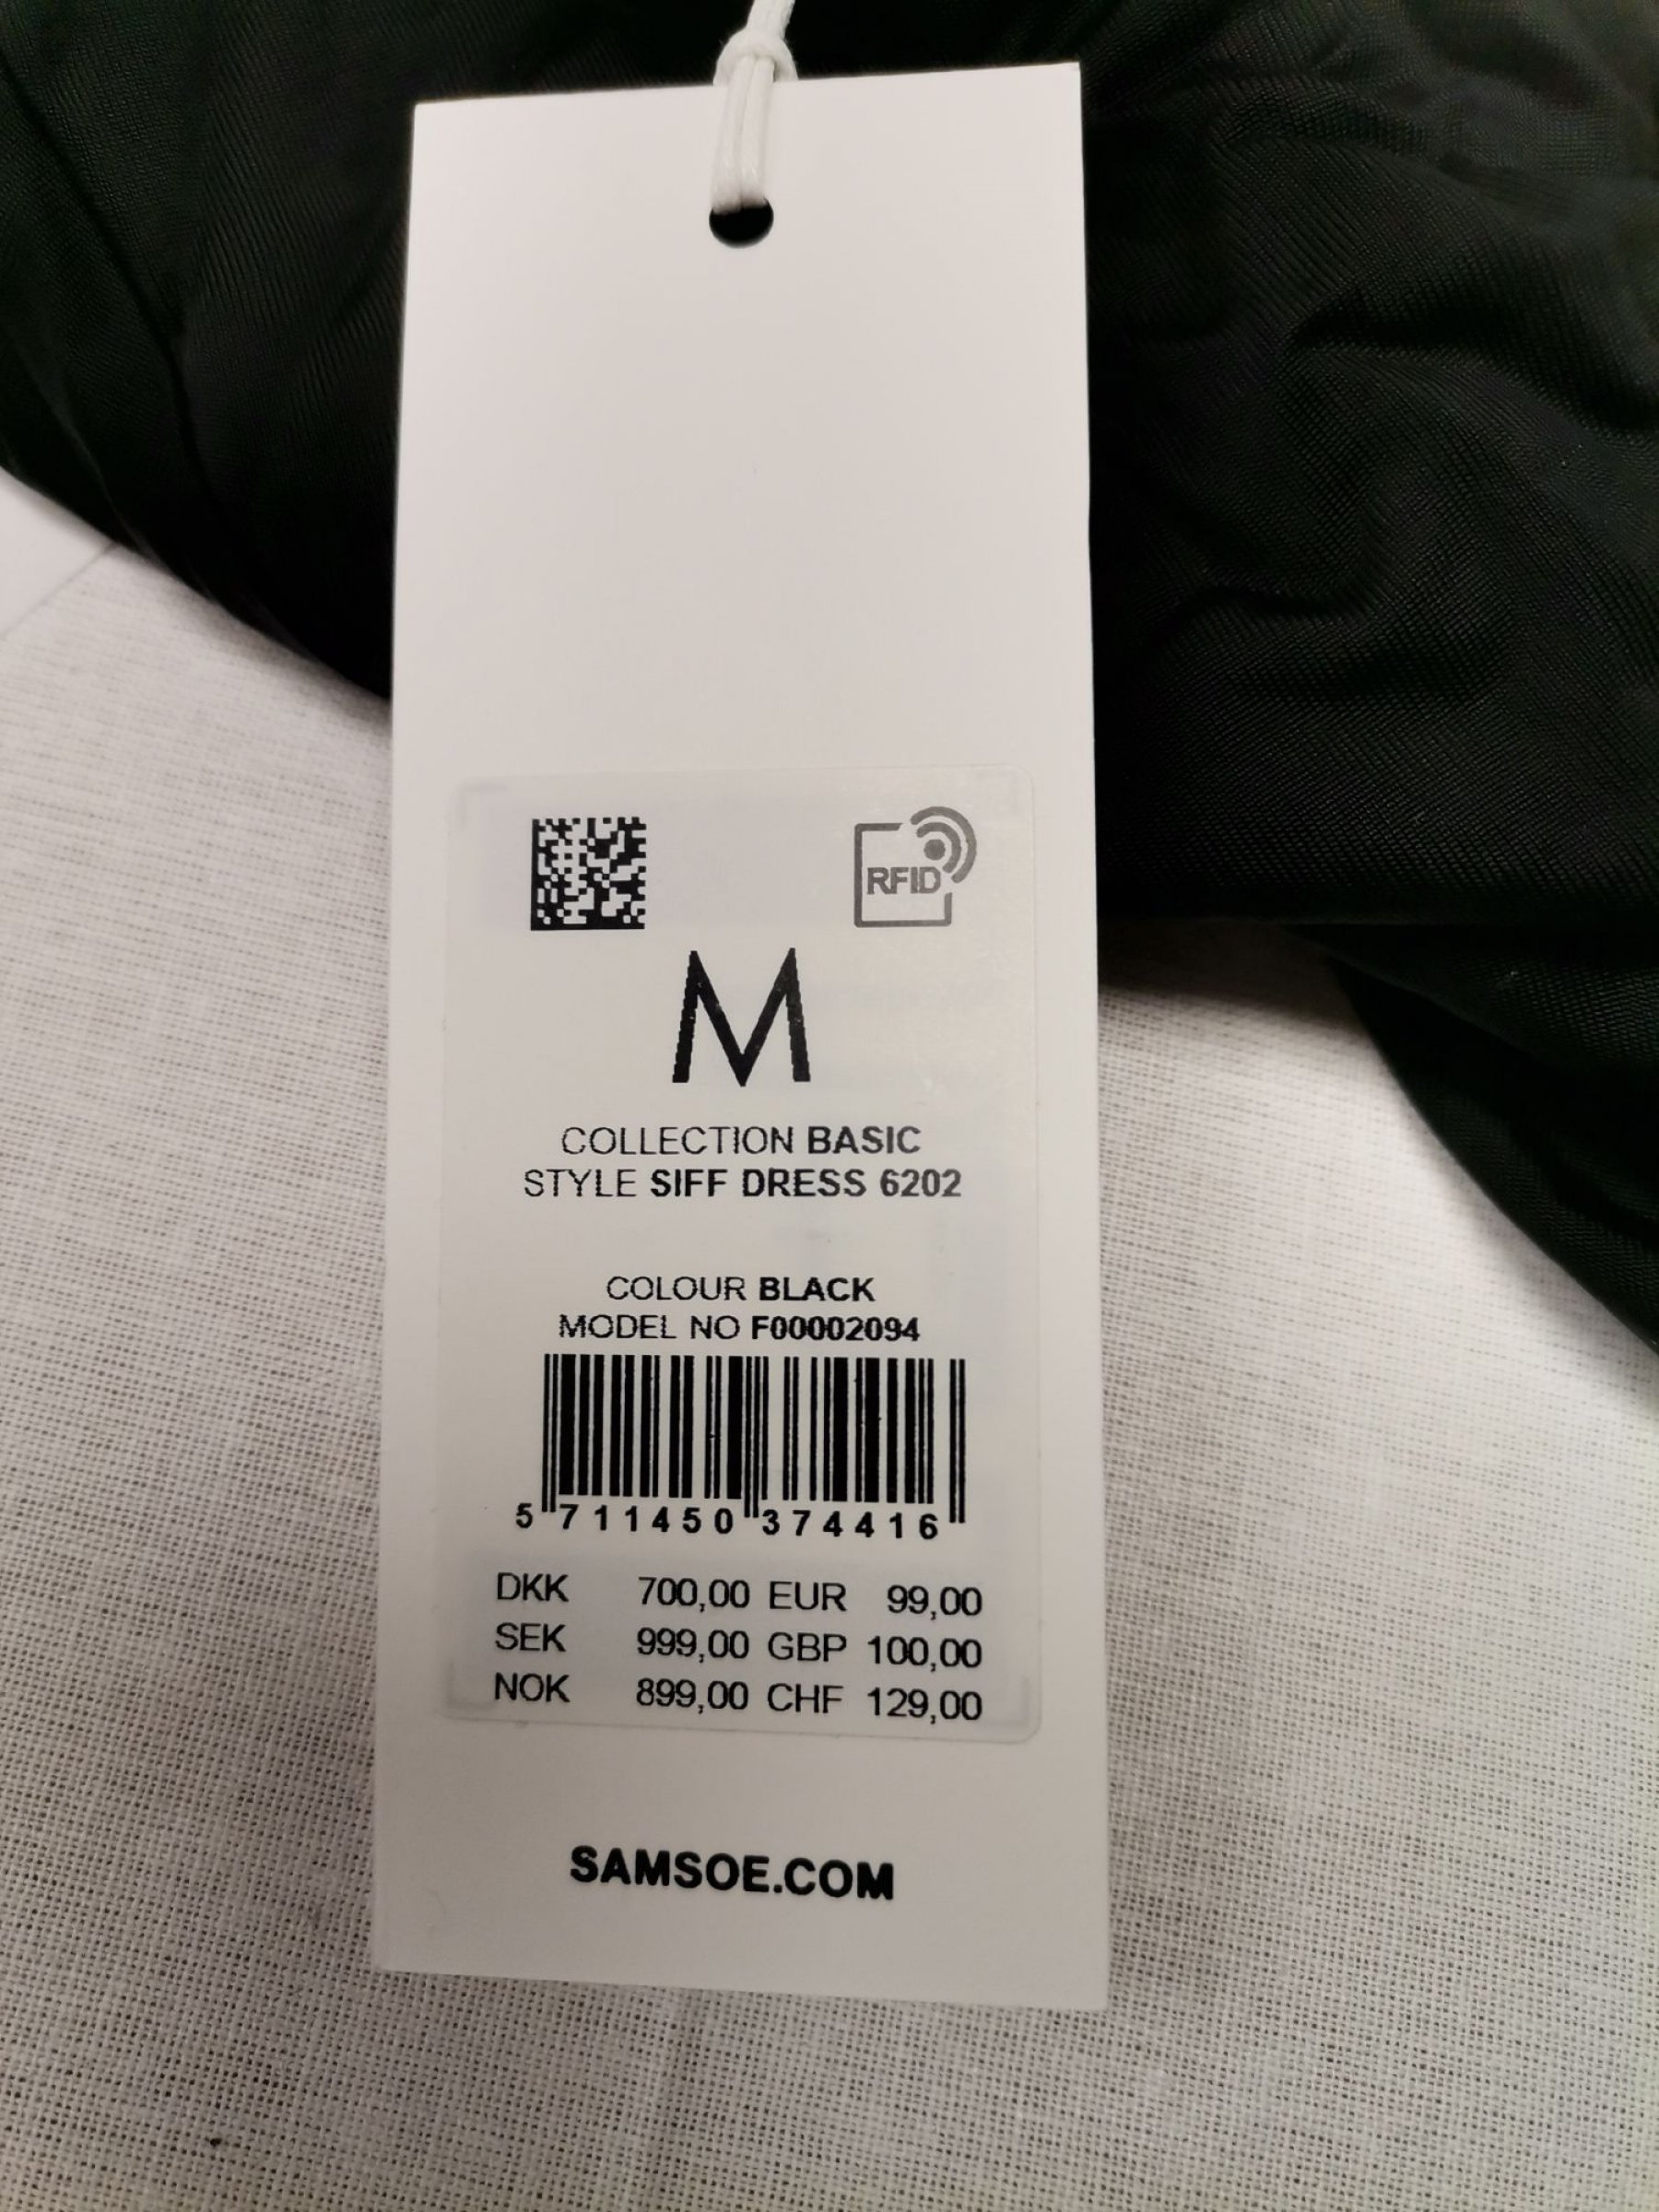 RFID
M
COLLECTION BASIC
STYLE SIFF DRESS 6202
COLOUR BLACK
MODEL NO F00002094
5 711450 374416
DKK 700,00 EUR 99,00
SEK 999,00 GBP 100,00
NOK 899,00 CHF 129,00
SAMSOE.COM